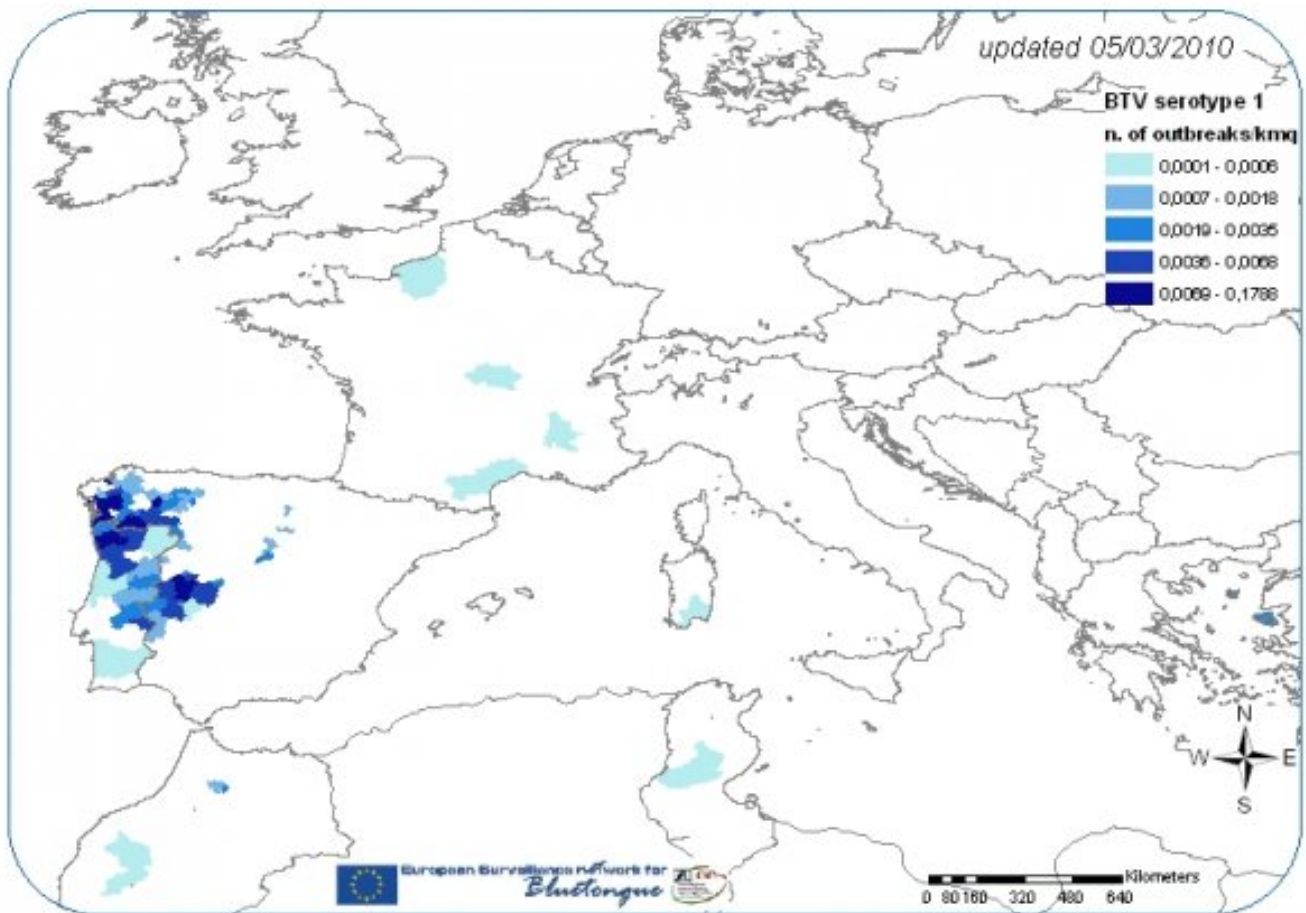 updated 05/03/2010
BTV serotype 1
n. of outbreaks/kmq
0,0001 - 0,0006
0,0007 - 0,0018
0,0019 - 0,0035
0,0036 - 0,0068
0,0069 - 0,1788
N
W E
S
European Surveillance network for
Bluetongue
Kilometers
0 80 160 320 480 640